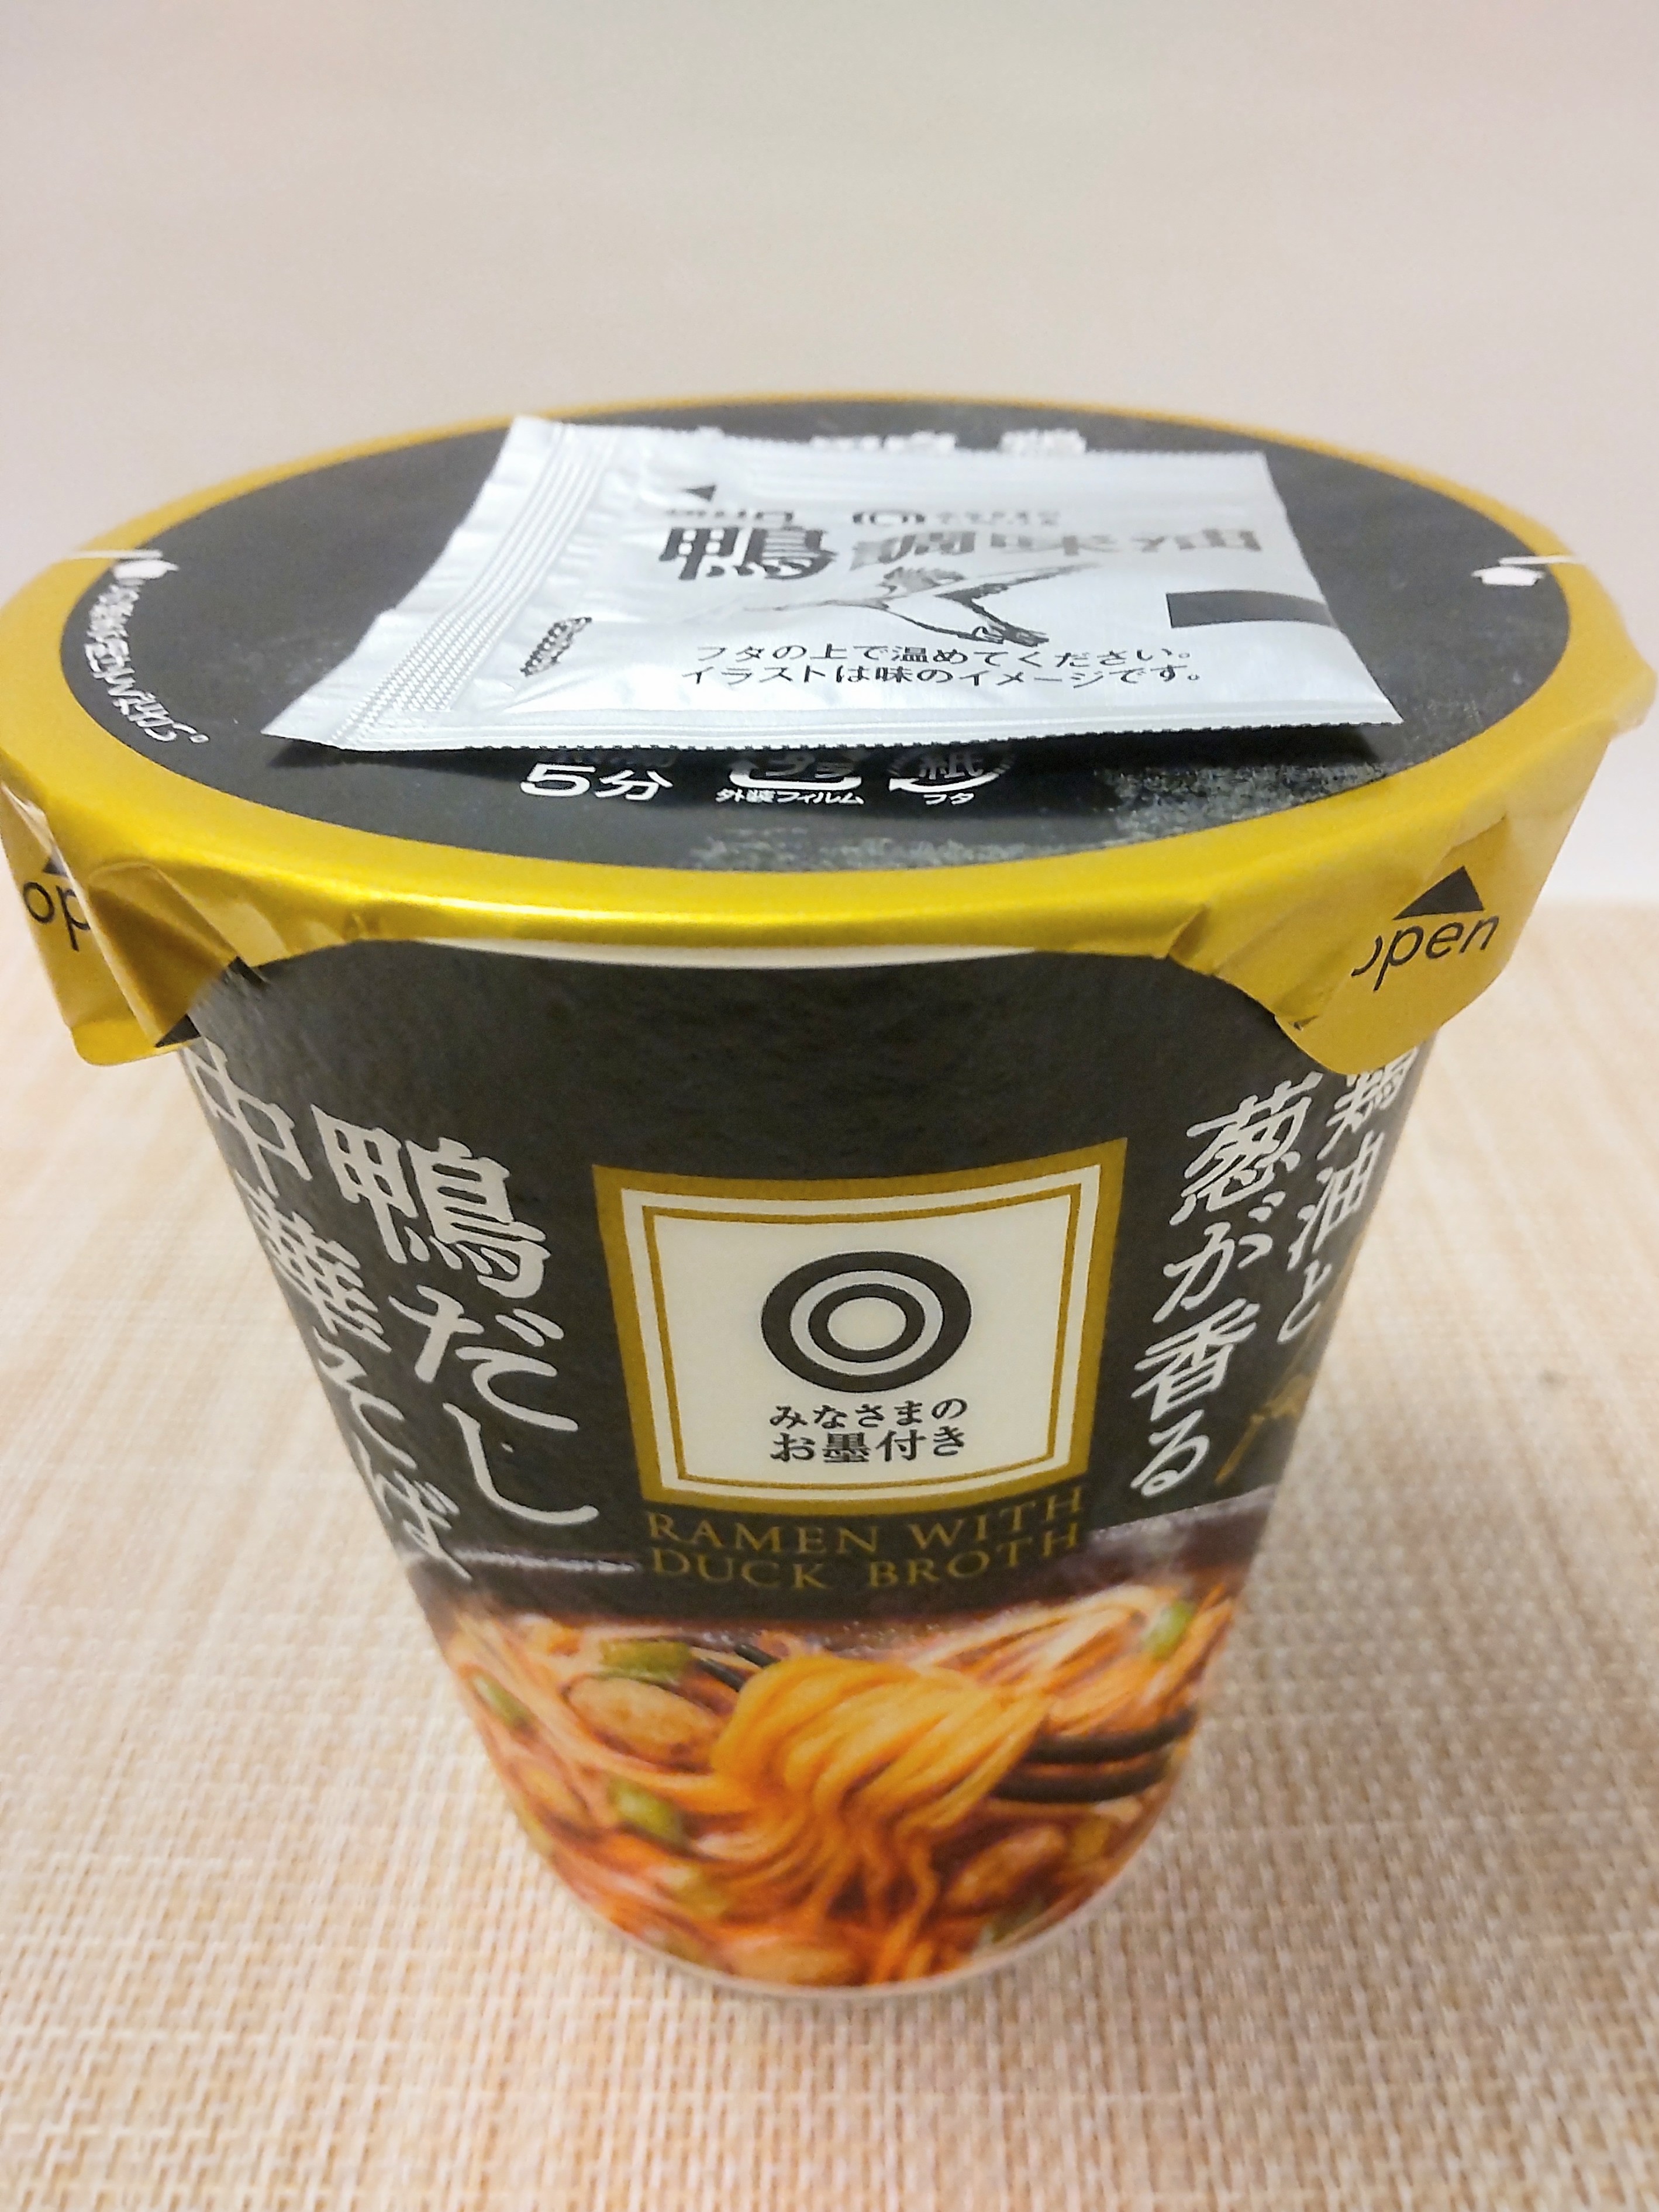 鴨調味油
フタの上で温めてください。
イラストは味のイメージです。
5分
プラ
外装フィルム
紙
フタ
open
鶏油と
葱が香る
鴨だし
中華そば
みなさまの
お墨付き
RAMEN WITH
DUCK BROTH